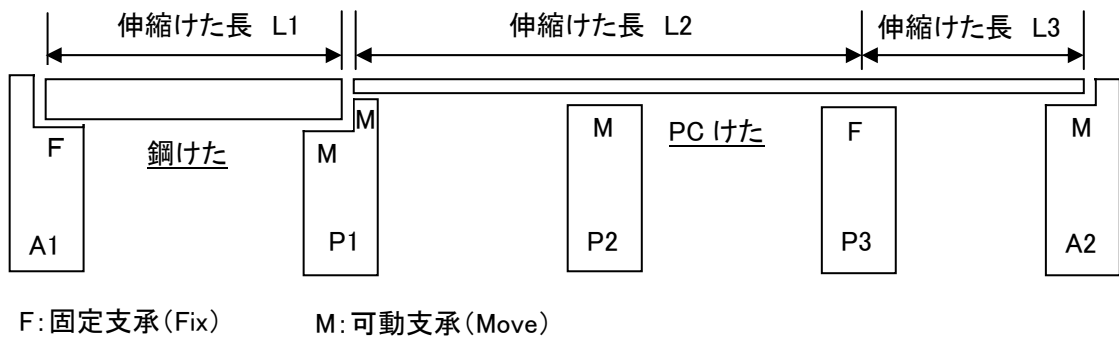 伸縮けた長 L1 伸縮けた長 L2 伸縮けた長 L3
M
F 鋼けた M M PC けた F M
A1 P1 P2 P3 A2
F:固定支承(Fix) M:可動支承(Move)